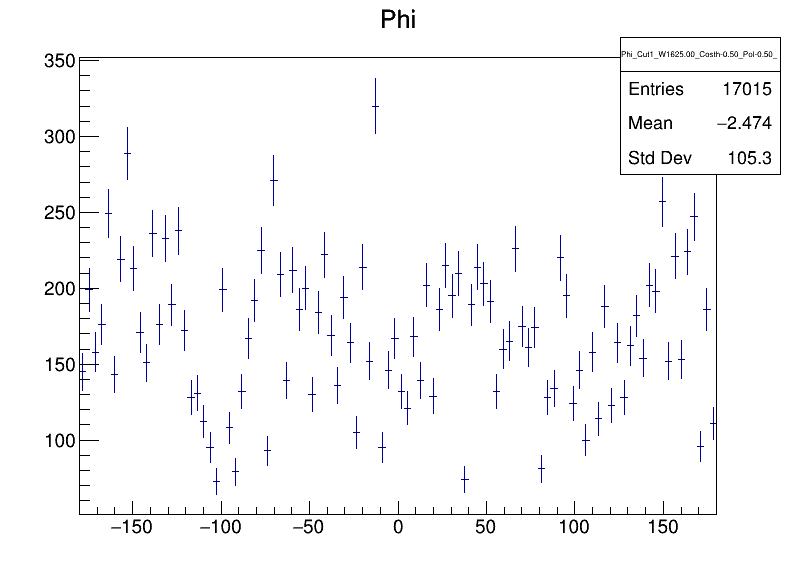 Phi
Phi_Cut1_W1625.00_Costh-0.50_Pol-0.50_
Entries 17015
Mean −2.474
Std Dev 105.3
350
300
250
200
150
100
−150 −100 −50 0 50 100 150